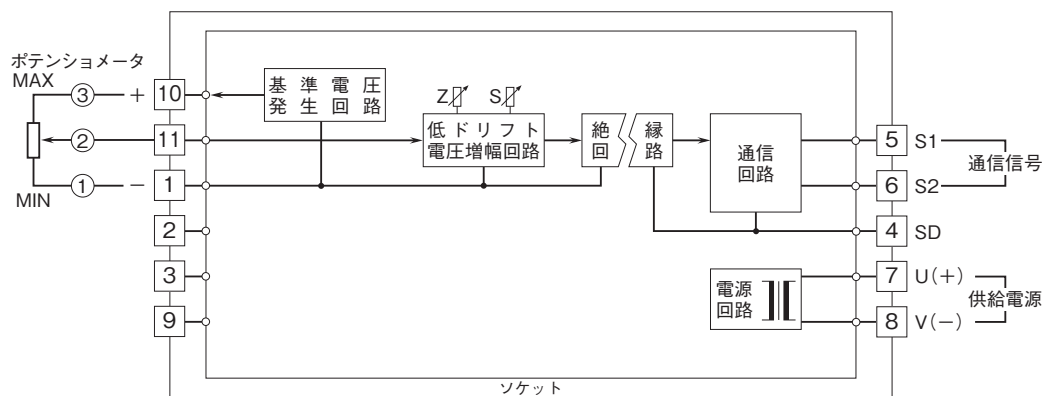 ポテンショメータ
MAX
③ + 10
② 11
① − 1
MIN
2
3
9
基準電圧
発生回路
Z S
低ドリフト
電圧増幅回路
絶縁
回路
通信
回路
電源
回路
5 S1
6 S2
通信信号
4 SD
7 U(+)
8 V(−)
供給電源
ソケット